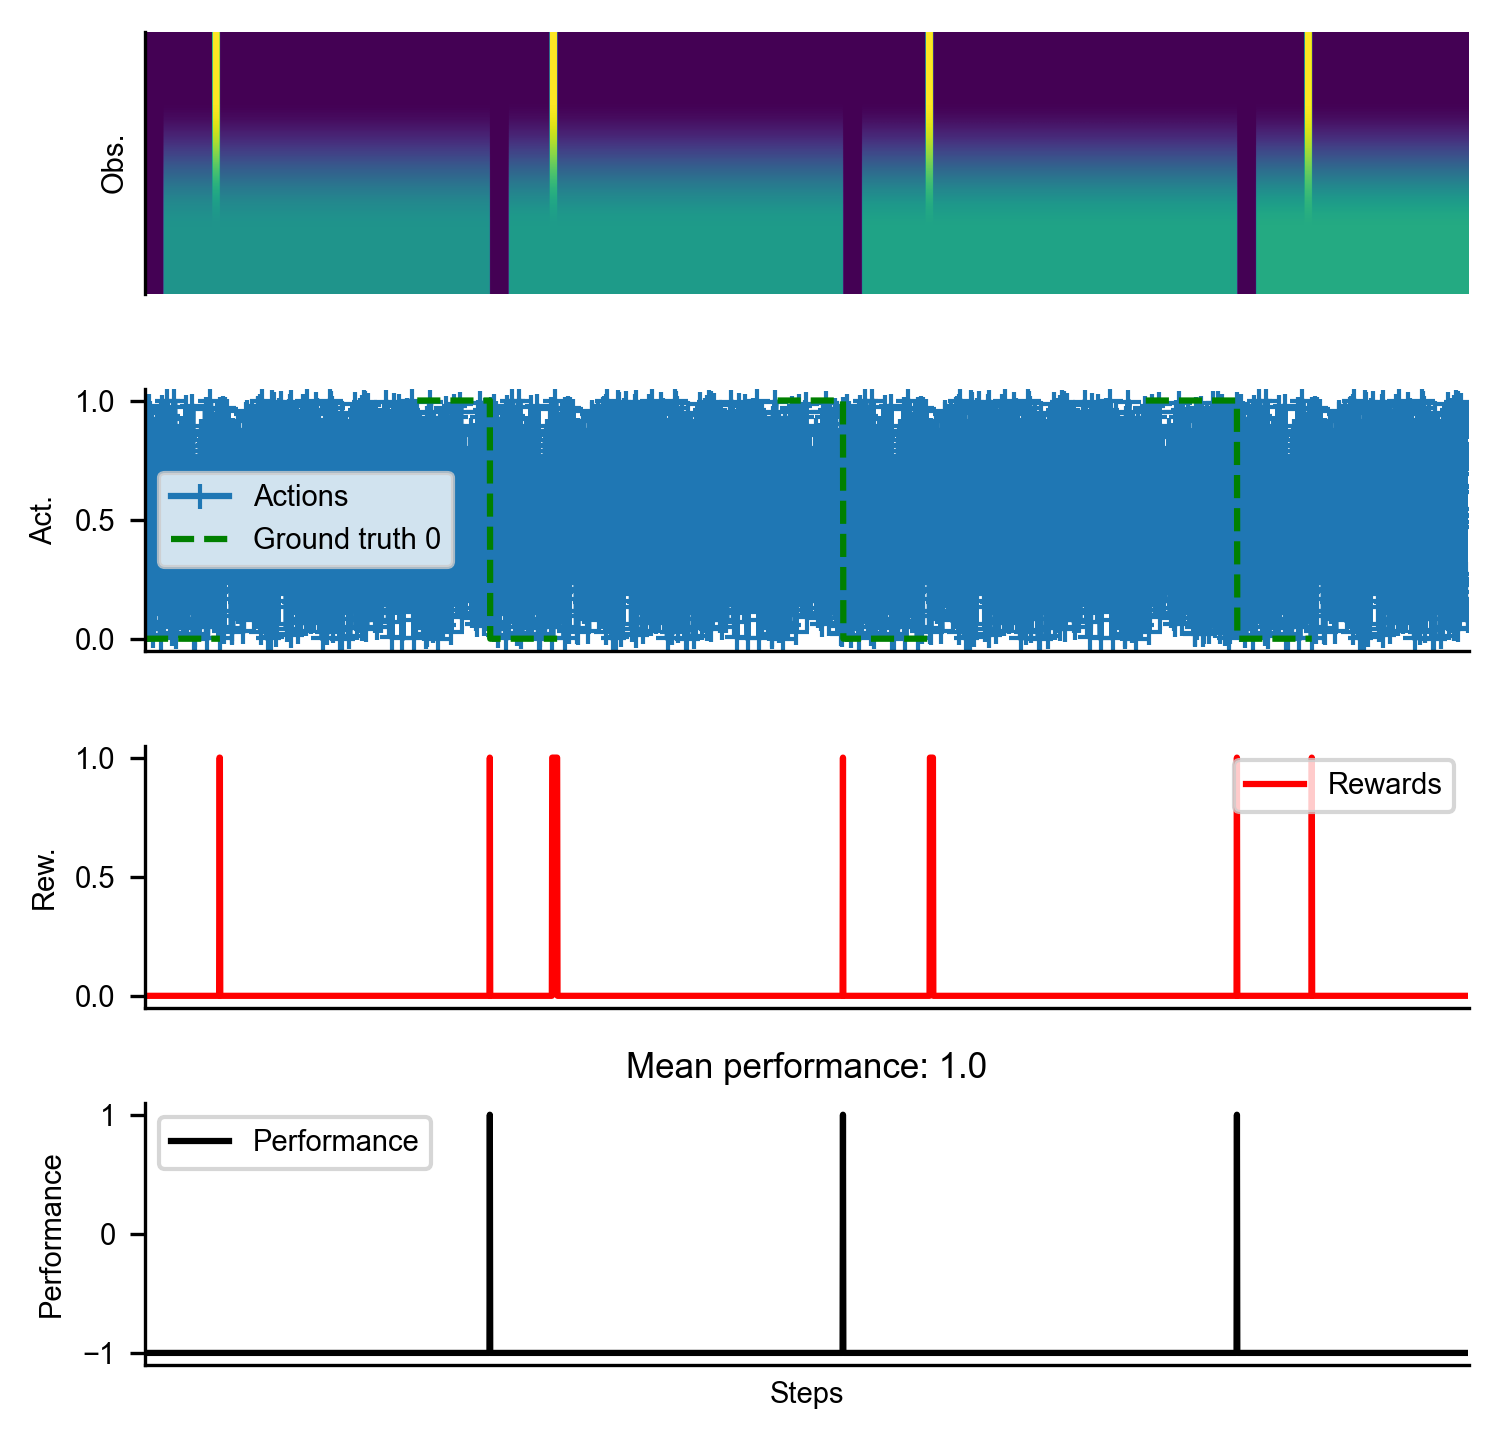 Obs.
1.0
0.5
0.0
Act.
Actions
Ground truth 0
1.0
0.5
0.0
Rew.
Rewards
Mean performance: 1.0
1
0
−1
Performance
Performance
Steps